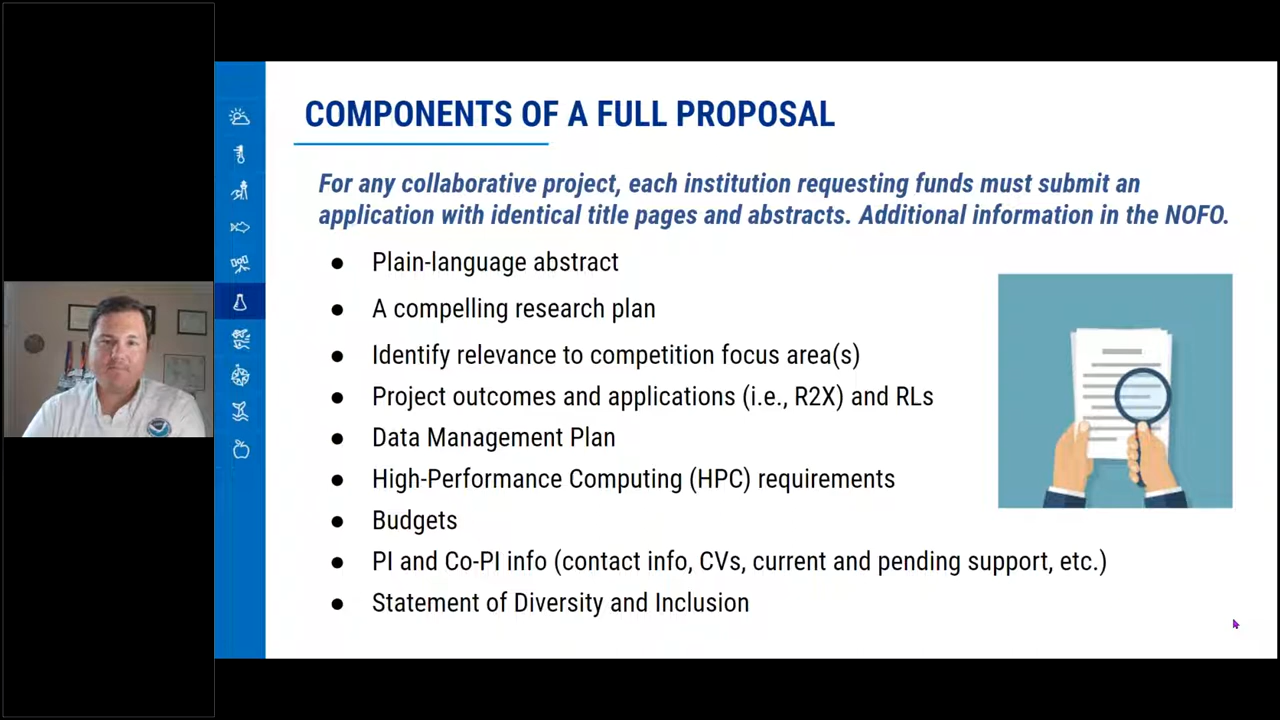 COMPONENTS OF A FULL PROPOSAL
For any collaborative project, each institution requesting funds must submit an
application with identical title pages and abstracts. Additional information in the NOFO.
● Plain-language abstract
● A compelling research plan
● Identify relevance to competition focus area(s)
● Project outcomes and applications (i.e., R2X) and RLs
● Data Management Plan
● High-Performance Computing (HPC) requirements
● Budgets
● PI and Co-PI info (contact info, CVs, current and pending support, etc.)
● Statement of Diversity and Inclusion